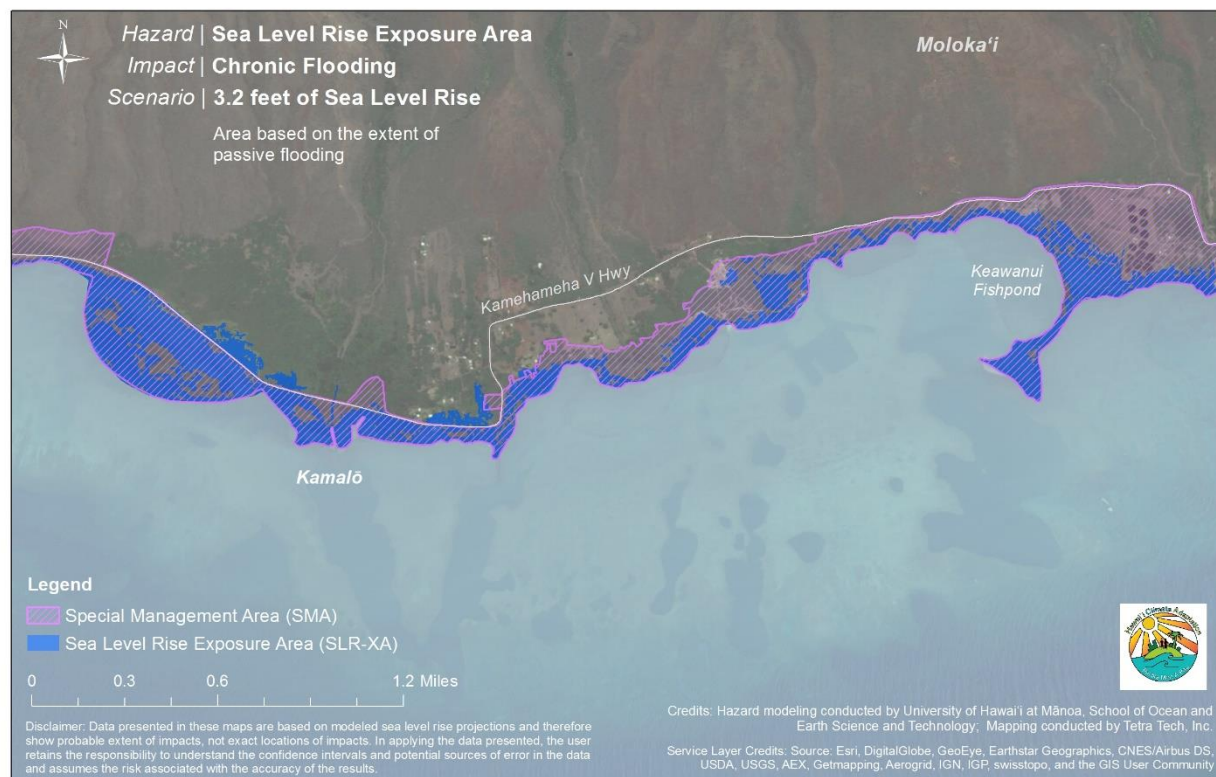 N
Hazard | Sea Level Rise Exposure Area
Impact | Chronic Flooding
Scenario | 3.2 feet of Sea Level Rise
Area based on the extent of
passive flooding
Molokaʻi
Kamehameha V Hwy
Keawanui
Fishpond
Kamalō
Legend
Special Management Area (SMA)
Sea Level Rise Exposure Area (SLR-XA)
0 0.3 0.6 1.2 Miles
Disclaimer: Data presented in these maps are based on modeled sea level rise projections and therefore
show probable extent of impacts, not exact locations of impacts. In applying the data presented, the user
retains the responsibility to understand the confidence intervals and potential sources of error in the data
and assumes the risk associated with the accuracy of the results.
Hawaiʻi Climate Adaptation
Credits: Hazard modeling conducted by University of Hawaiʻi at Mānoa, School of Ocean and
Earth Science and Technology; Mapping conducted by Tetra Tech, Inc.
Service Layer Credits: Source: Esri, DigitalGlobe, GeoEye, Earthstar Geographics, CNES/Airbus DS,
USDA, USGS, AEX, Getmapping, Aerogrid, IGN, IGP, swisstopo, and the GIS User Community